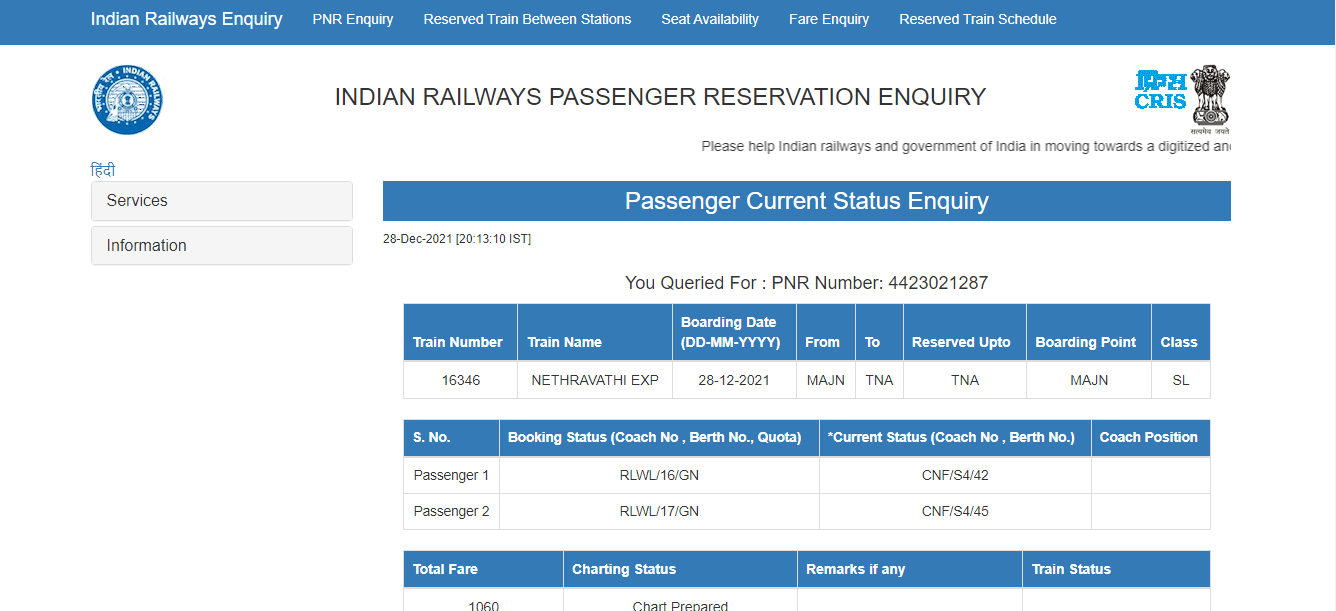 Indian Railways Enquiry PNR Enquiry Reserved Train Between Stations Seat Availability Fare Enquiry Reserved Train Schedule
INDIAN RAILWAYS PASSENGER RESERVATION ENQUIRY
CRIS
सत्यमेव जयते
Please help Indian railways and government of India in moving towards a digitized
हिंदी
Services
Information
Passenger Current Status Enquiry
28-Dec-2021 [20:13:10 IST]
You Queried For : PNR Number: 4423021287
Train Number Train Name Boarding Date (DD-MM-YYYY) From To Reserved Upto Boarding Point Class
16346 NETHRAVATHI EXP 28-12-2021 MAJN TNA TNA MAJN SL
S. No. Booking Status (Coach No , Berth No., Quota) *Current Status (Coach No , Berth No.) Coach Position
Passenger 1 RLWL/16/GN CNF/S4/42
Passenger 2 RLWL/17/GN CNF/S4/45
Total Fare Charting Status Remarks if any Train Status
1060 Chart Prepared